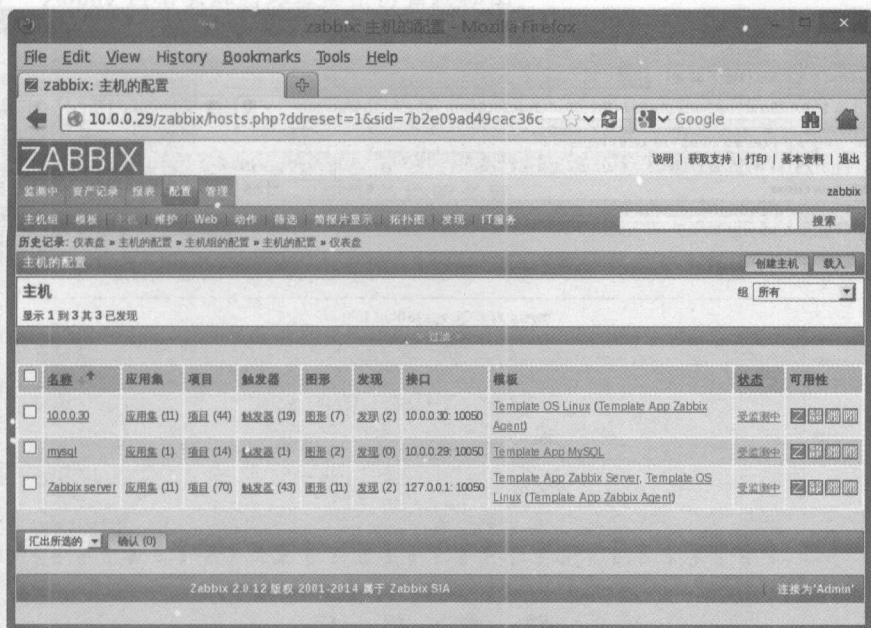 zabbix: 主机的配置 - Mozilla Firefox
File Edit View History Bookmarks Tools Help
zabbix: 主机的配置
10.0.0.29/zabbix/hosts.php?ddreset=1&sid=7b2e09ad49cac36c Google
ZABBIX
说明 | 获取支持 | 打印 | 基本资料 | 退出
监测中 资产记录 报表 配置 管理 zabbix
主机组 模板 主机 维护 Web 动作 筛选 简报片显示 拓扑图 发现 IT服务 搜索
历史记录: 仪表盘 » 主机的配置 » 主机组的配置 » 主机的配置 » 仪表盘
主机的配置 创建主机 载入
主机 组 所有
显示 1 到 3 其 3 已发现
过滤
名称 应用集 项目 触发器 图形 发现 接口 模板 状态 可用性
10.0.0.30 应用集 (11) 项目 (44) 触发器 (19) 图形 (7) 发现 (2) 10.0.0.30: 10050 Template OS Linux (Template App Zabbix Agent) 受监测中
mysql 应用集 (1) 项目 (14) 触发器 (1) 图形 (2) 发现 (0) 10.0.0.29: 10050 Template App MySQL 受监测中
Zabbix server 应用集 (11) 项目 (70) 触发器 (43) 图形 (11) 发现 (2) 127.0.0.1: 10050 Template App Zabbix Server, Template OS Linux (Template App Zabbix Agent) 受监测中
汇出所选的 确认 (0)
Zabbix 2.0.12 版权 2001-2014 属于 Zabbix SIA 连接为'Admin'